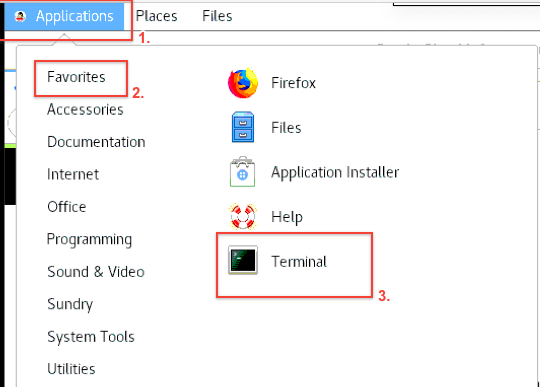 Applications Places Files
1.
Favorites
2.
Accessories
Documentation
Internet
Office
Programming
Sound & Video
Sundry
System Tools
Utilities
Firefox
Files
Application Installer
Help
Terminal
3.